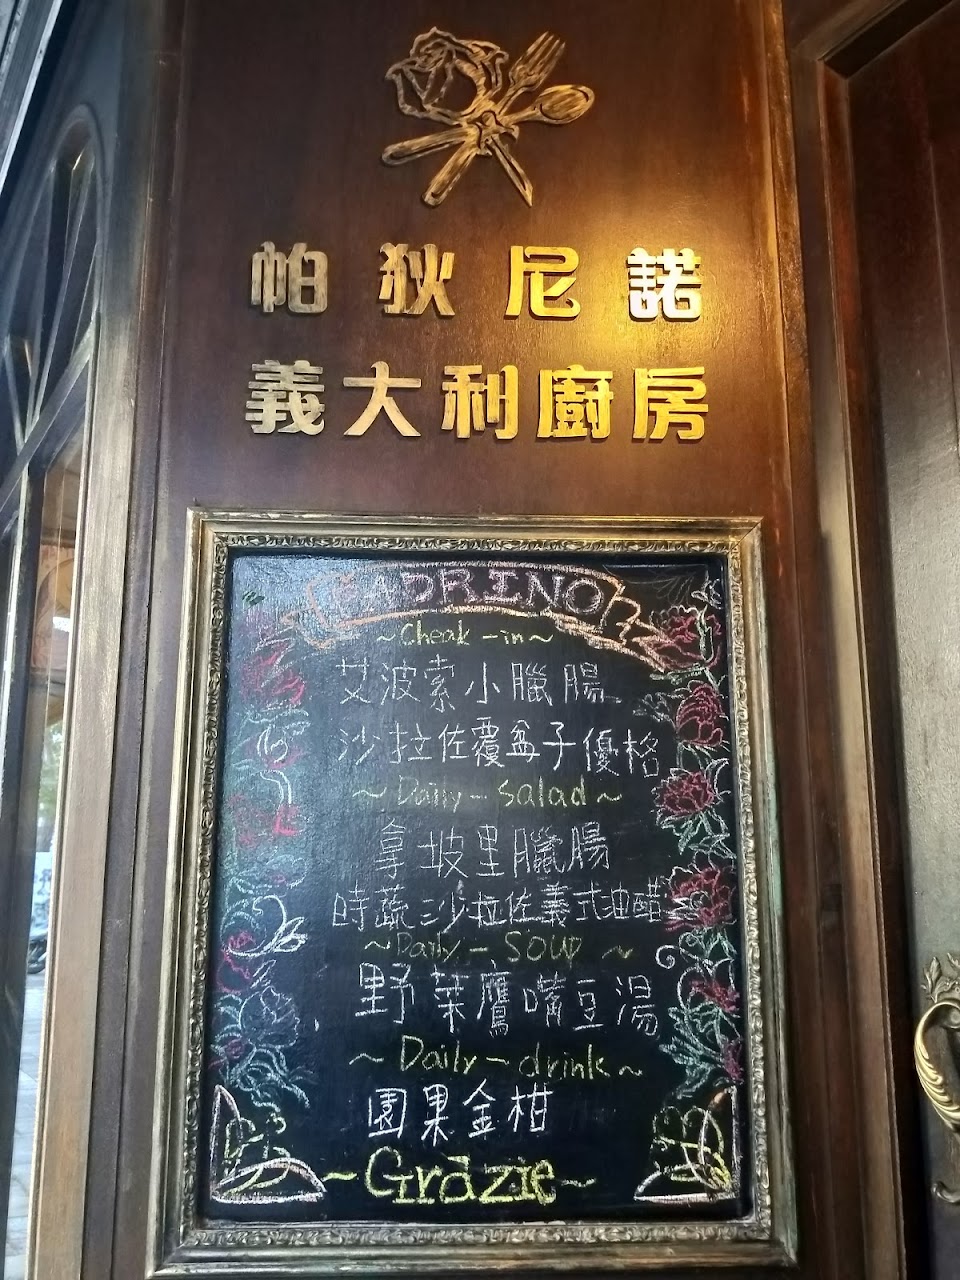 帕狄尼諾
義大利廚房
PADRINO
~Cheak-in~
艾波索小臘腸
沙拉佐覆盆子優格
~Daily-salad~
拿坡里臘腸
時蔬沙拉佐義式油醋
~Daily-Soup~
野菜鷹嘴豆湯
~Daily-drink~
園果金柑
~Grazie~